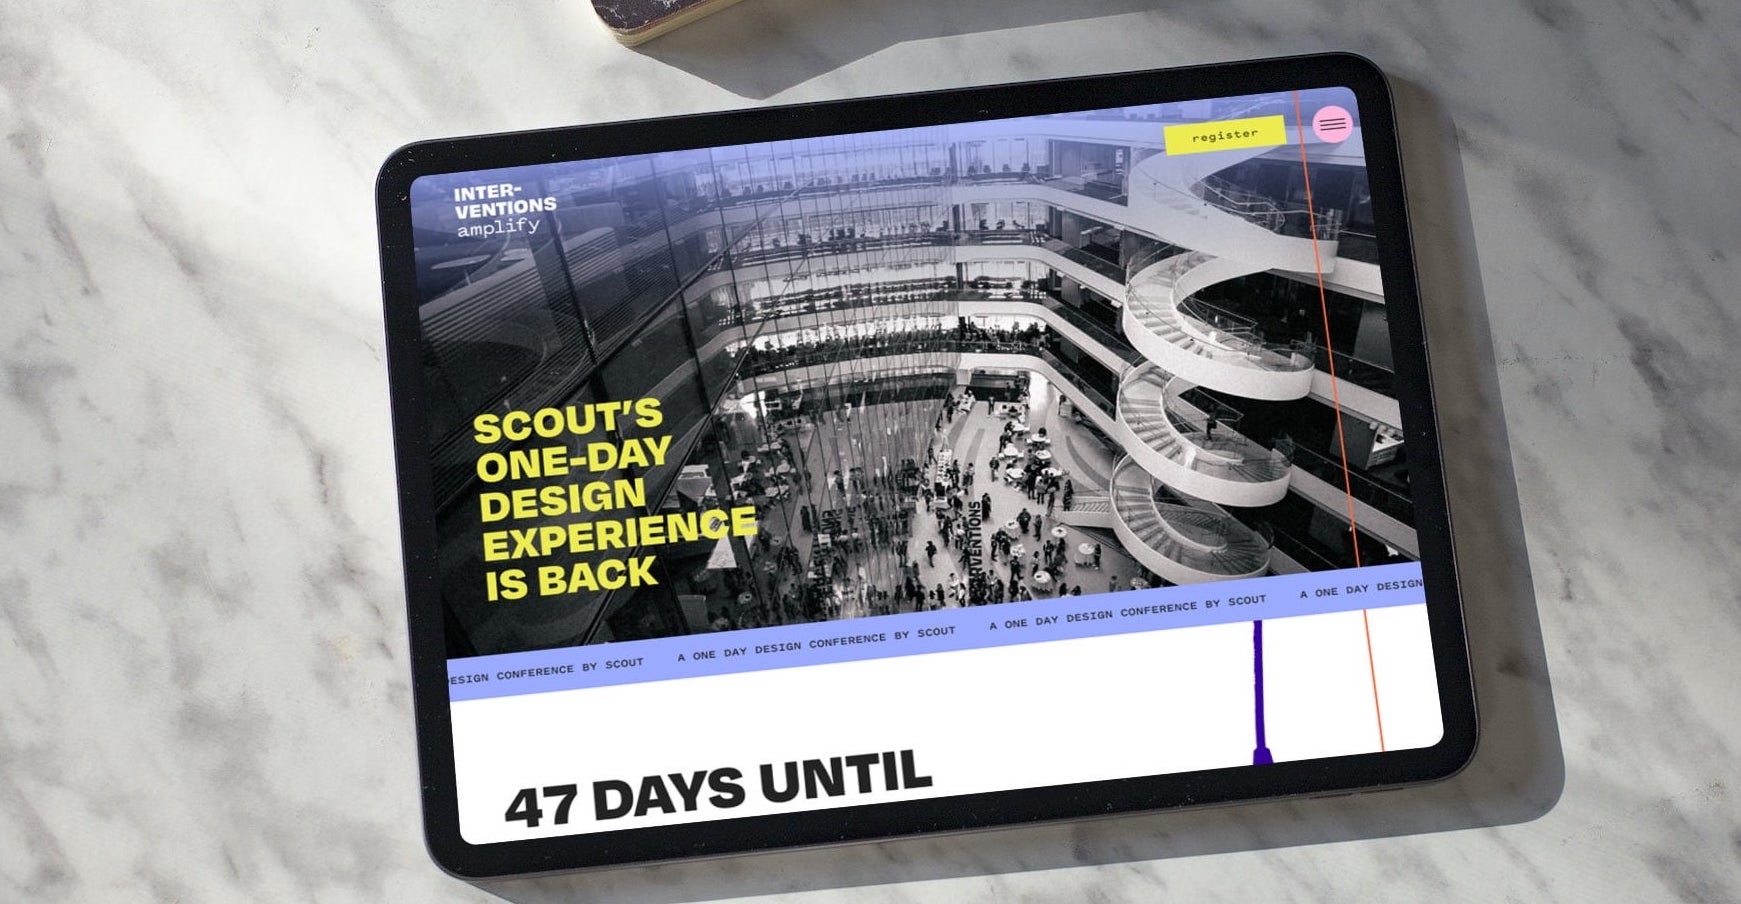 INTER-
VENTIONS
amplify
register
SCOUT'S
ONE-DAY
DESIGN
EXPERIENCE
IS BACK
DESIGN CONFERENCE BY SCOUT A ONE DAY DESIGN CONFERENCE BY SCOUT A ONE DAY DESIGN CONFERENCE BY SCOUT A ONE DAY DESIGN
47 DAYS UNTIL